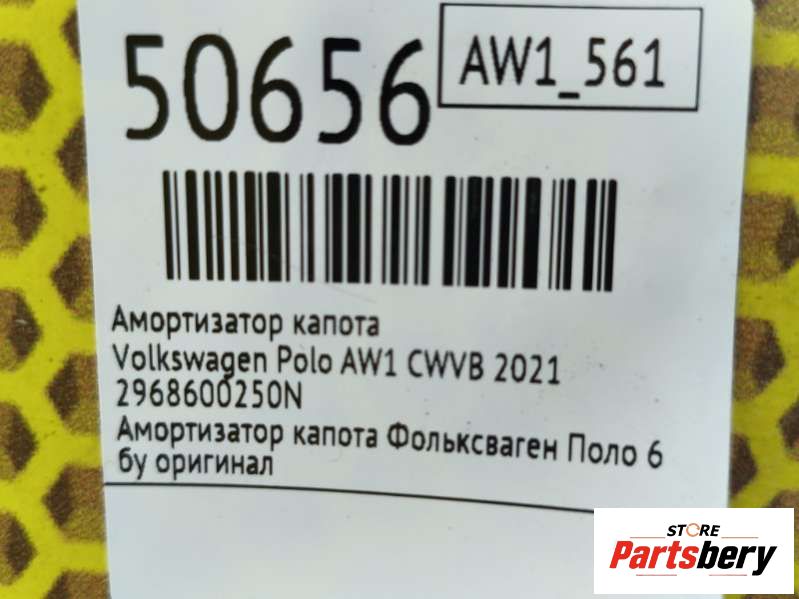 50656
AW1_561
Амортизатор капота
Volkswagen Polo AW1 CWVB 2021
2968600250N
Амортизатор капота Фольксваген Поло 6
бу оригинал
STORE
Partsbery